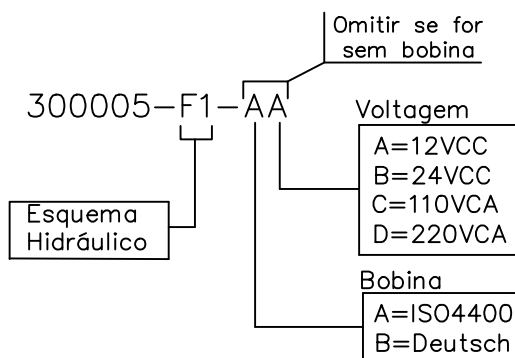 Omitir se for
sem bobina
300005-F1-AA
Voltagem
A=12VCC
B=24VCC
C=110VCA
D=220VCA
Esquema
Hidráulico
Bobina
A=ISO4400
B=Deutsch